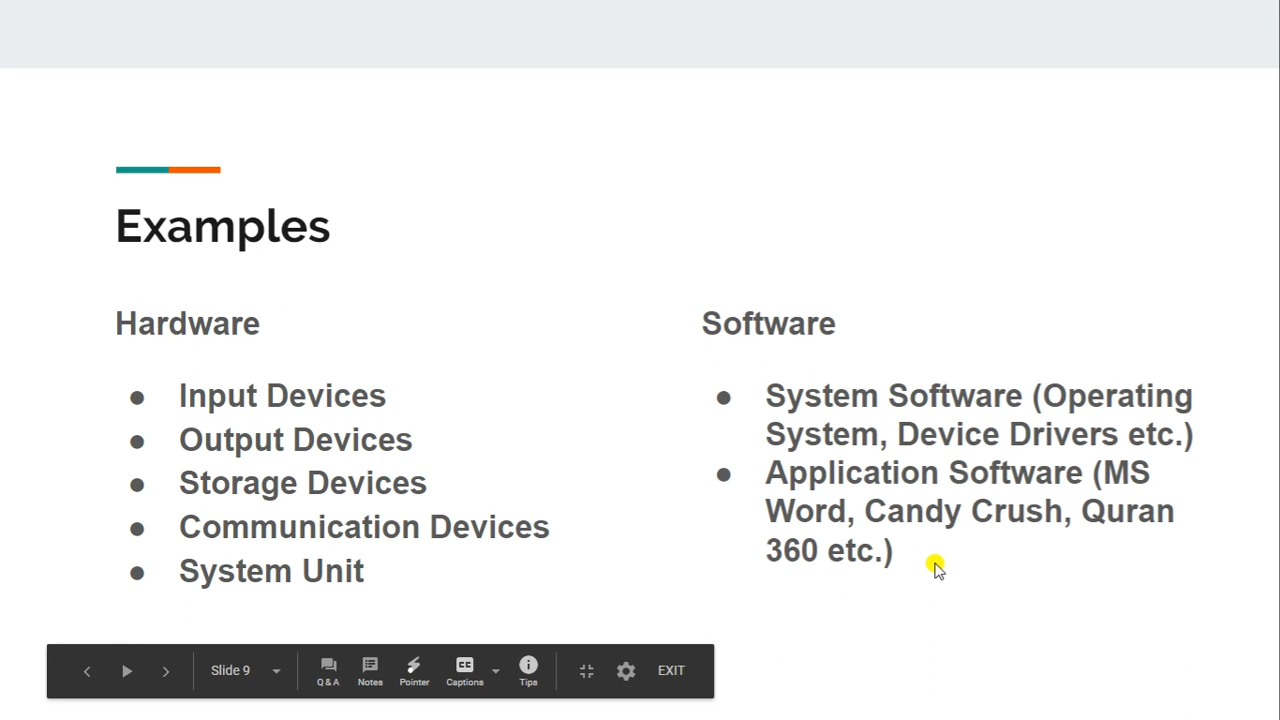 Examples
Hardware
Input Devices
Output Devices
Storage Devices
Communication Devices
System Unit
Software
System Software (Operating
System, Device Drivers etc.)
Application Software (MS
Word, Candy Crush, Quran
360 etc.)
Slide 9
Q & A
Notes
Pointer
CC
Captions
Tips
EXIT